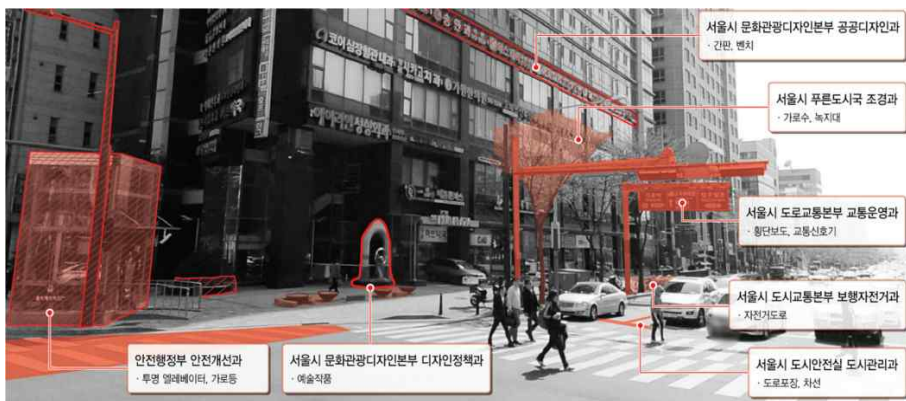 서울시 문화관광디자인본부 공공디자인과
· 간판, 벤치
서울시 푸른도시국 조경과
· 가로수, 녹지대
서울시 도로교통본부 교통운영과
· 횡단보도, 교통신호기
서울시 도시교통본부 보행자전거과
· 자전거도로
안전행정부 안전개선과
· 투명 엘레베이터, 가로등
서울시 문화관광디자인본부 디자인정책과
· 예술작품
서울시 도시안전실 도시관리과
· 도로포장, 차선